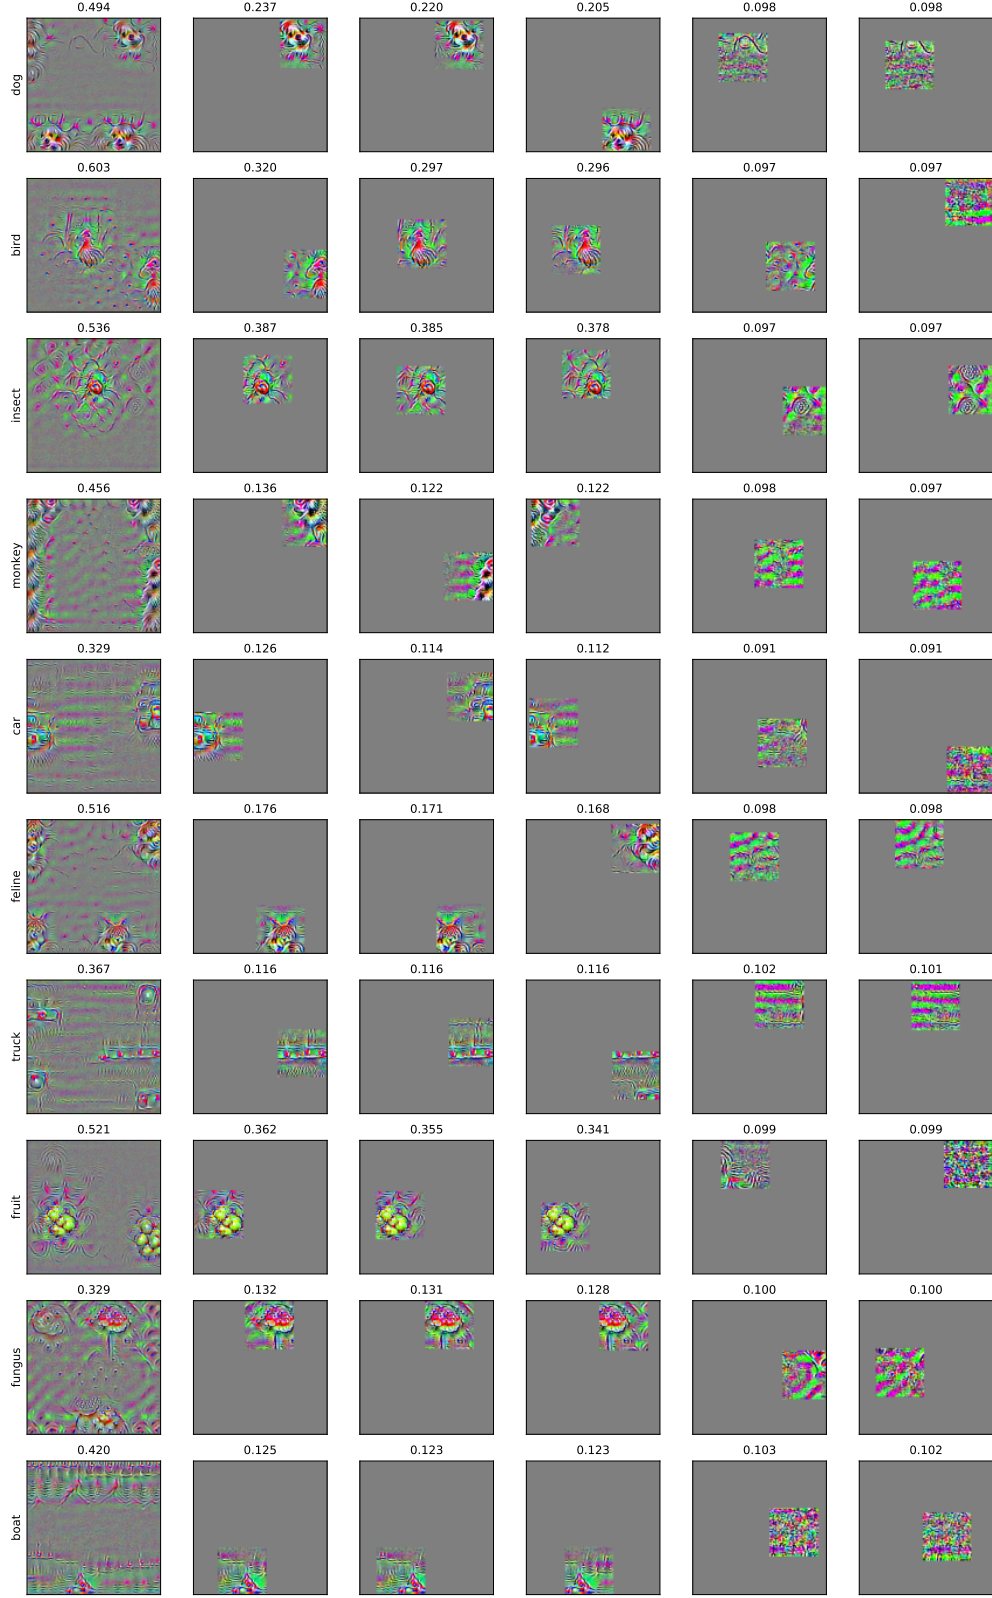 0.494 0.237 0.220 0.205 0.098 0.098
dog
0.603 0.320 0.297 0.296 0.097 0.097
bird
0.536 0.387 0.385 0.378 0.097 0.097
insect
0.456 0.136 0.122 0.122 0.098 0.097
monkey
0.329 0.126 0.114 0.112 0.091 0.091
car
0.516 0.176 0.171 0.168 0.098 0.098
feline
0.367 0.116 0.116 0.116 0.102 0.101
truck
0.521 0.362 0.355 0.341 0.099 0.099
fruit
0.329 0.132 0.131 0.128 0.100 0.100
fungus
0.420 0.125 0.123 0.123 0.103 0.102
boat